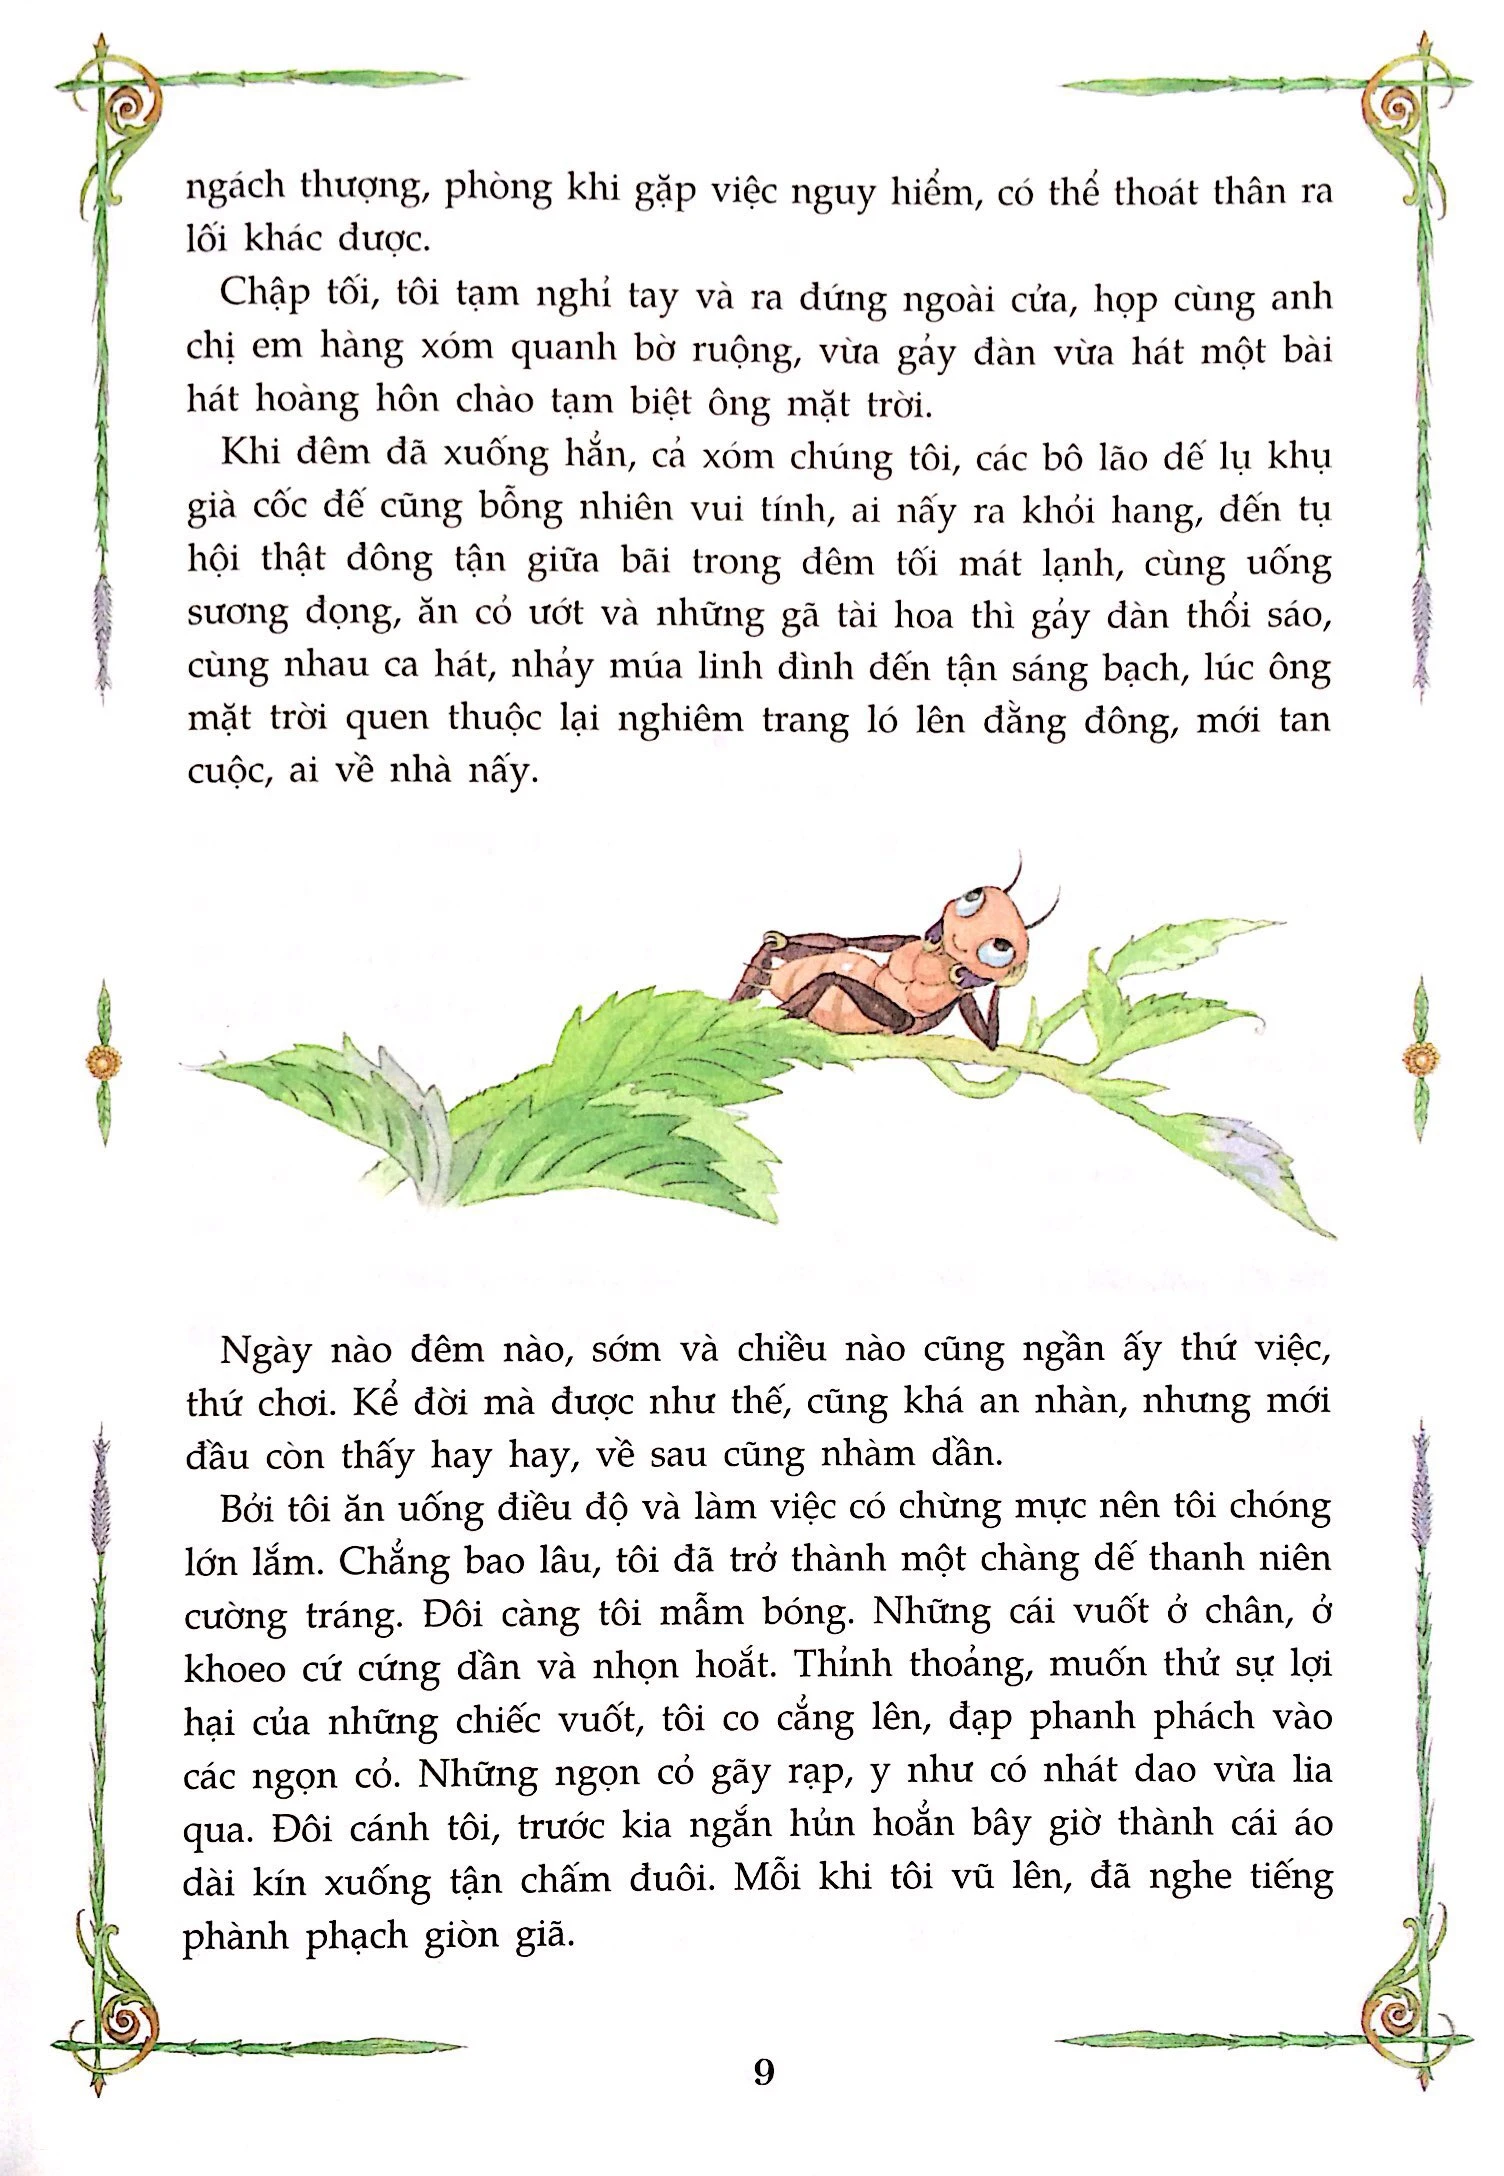 ngách thượng, phòng khi gặp việc nguy hiểm, có thể thoát thân ra
lối khác được.
Chập tối, tôi tạm nghỉ tay và ra đứng ngoài cửa, họp cùng anh
chị em hàng xóm quanh bờ ruộng, vừa gảy đàn vừa hát một bài
hát hoàng hôn chào tạm biệt ông mặt trời.
Khi đêm đã xuống hẳn, cả xóm chúng tôi, các bô lão dế lụ khụ
già cốc đế cũng bỗng nhiên vui tính, ai nấy ra khỏi hang, đến tụ
hội thật đông tận giữa bãi trong đêm tối mát lạnh, cùng uống
sương đọng, ăn cỏ ướt và những gã tài hoa thì gảy đàn thổi sáo,
cùng nhau ca hát, nhảy múa linh đình đến tận sáng bạch, lúc ông
mặt trời quen thuộc lại nghiêm trang ló lên đằng đông, mới tan
cuộc, ai về nhà nấy.
Ngày nào đêm nào, sớm và chiều nào cũng ngần ấy thứ việc,
thứ chơi. Kể đời mà được như thế, cũng khá an nhàn, nhưng mới
đầu còn thấy hay hay, về sau cũng nhàm dần.
Bởi tôi ăn uống điều độ và làm việc có chừng mực nên tôi chóng
lớn lắm. Chẳng bao lâu, tôi đã trở thành một chàng dế thanh niên
cường tráng. Đôi càng tôi mẫm bóng. Những cái vuốt ở chân, ở
khoeo cứ cứng dần và nhọn hoắt. Thỉnh thoảng, muốn thử sự lợi
hại của những chiếc vuốt, tôi co cẳng lên, đạp phanh phách vào
các ngọn cỏ. Những ngọn cỏ gãy rạp, y như có nhát dao vừa lia
qua. Đôi cánh tôi, trước kia ngắn hủn hoẳn bây giờ thành cái áo
dài kín xuống tận chấm đuôi. Mỗi khi tôi vũ lên, đã nghe tiếng
phành phạch giòn giã.
9